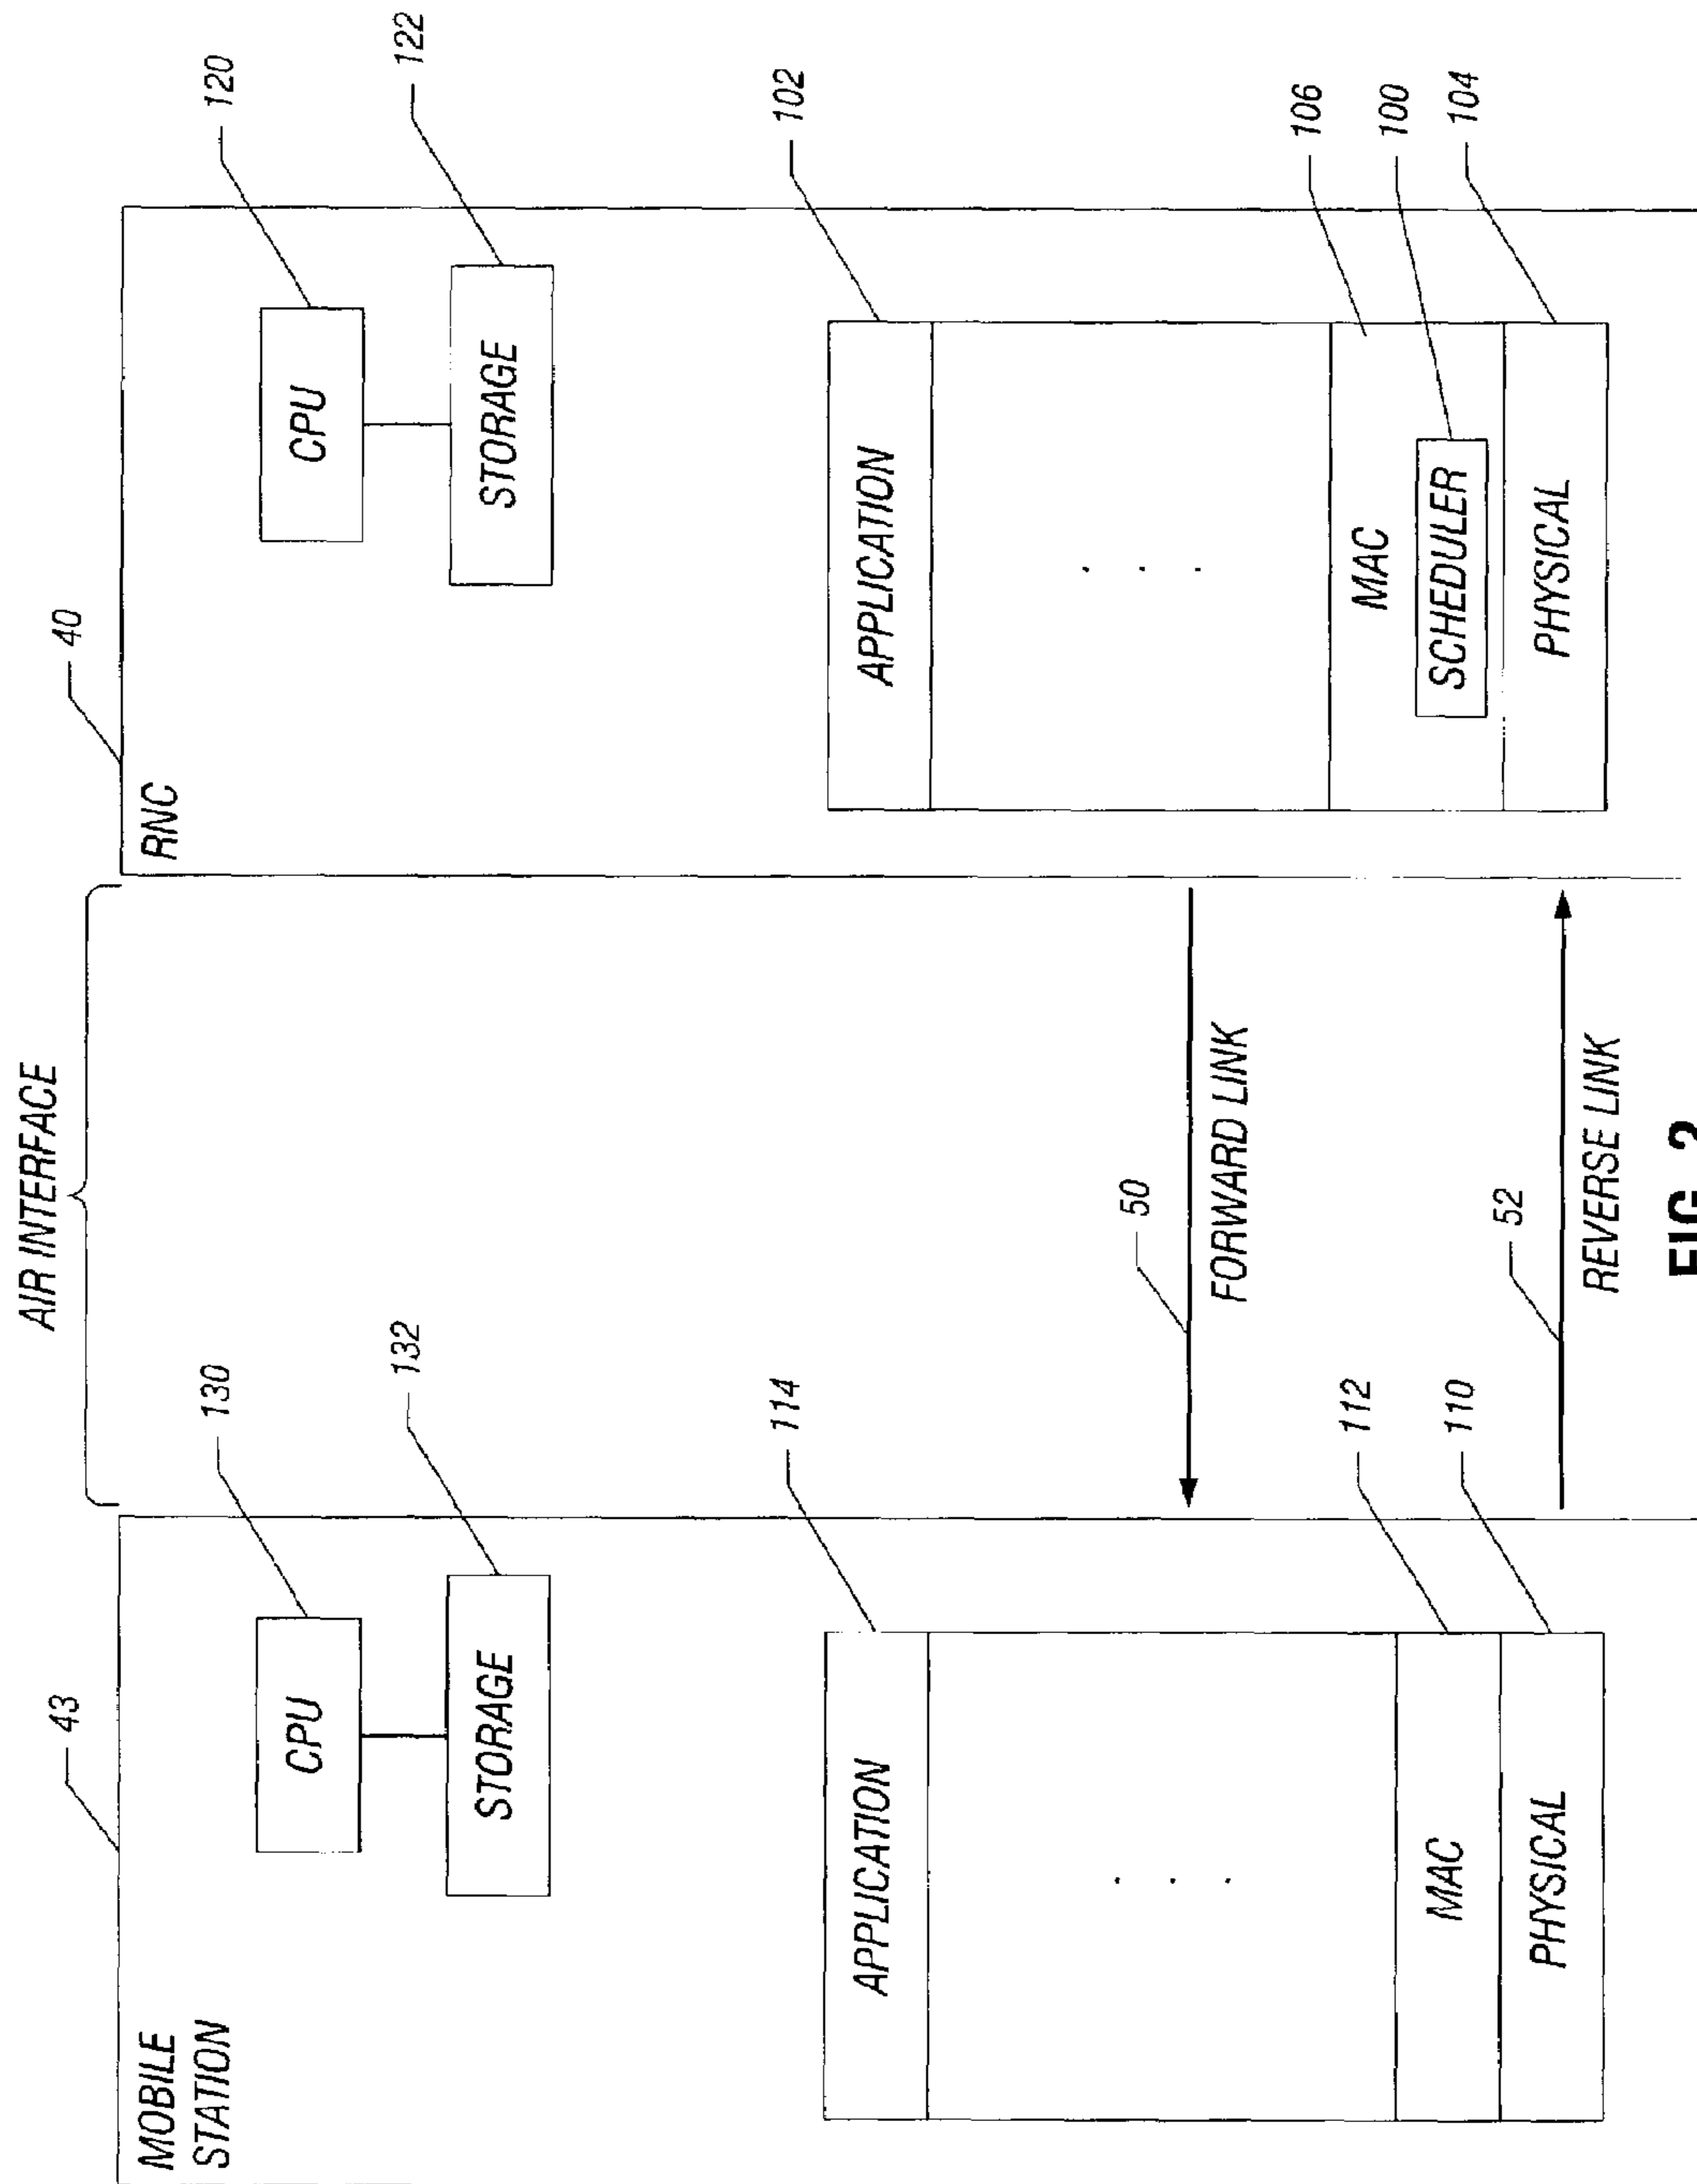 AIR INTERFACE
43
40
MOBILE
STATION
RNC
130
120
CPU
CPU
132
122
STORAGE
STORAGE
114
102
APPLICATION
APPLICATION
. . .
. . .
50
FORWARD LINK
112
106
MAC
MAC
100
SCHEDULER
110
104
PHYSICAL
PHYSICAL
52
REVERSE LINK
FIG